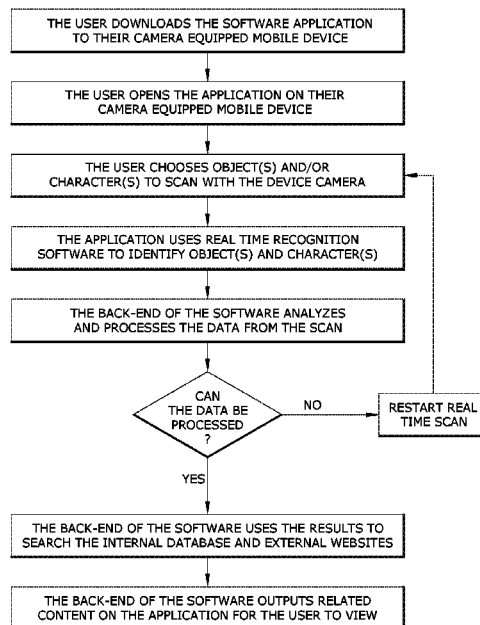 THE USER DOWNLOADS THE SOFTWARE APPLICATION
TO THEIR CAMERA EQUIPPED MOBILE DEVICE
THE USER OPENS THE APPLICATION ON THEIR
CAMERA EQUIPPED MOBILE DEVICE
THE USER CHOOSES OBJECT(S) AND/OR
CHARACTER(S) TO SCAN WITH THE DEVICE CAMERA
THE APPLICATION USES REAL TIME RECOGNITION
SOFTWARE TO IDENTIFY OBJECT(S) AND CHARACTER(S)
THE BACK-END OF THE SOFTWARE ANALYZES
AND PROCESSES THE DATA FROM THE SCAN
CAN
THE DATA BE
PROCESSED
?
NO
RESTART REAL
TIME SCAN
YES
THE BACK-END OF THE SOFTWARE USES THE RESULTS TO
SEARCH THE INTERNAL DATABASE AND EXTERNAL WEBSITES
THE BACK-END OF THE SOFTWARE OUTPUTS RELATED
CONTENT ON THE APPLICATION FOR THE USER TO VIEW